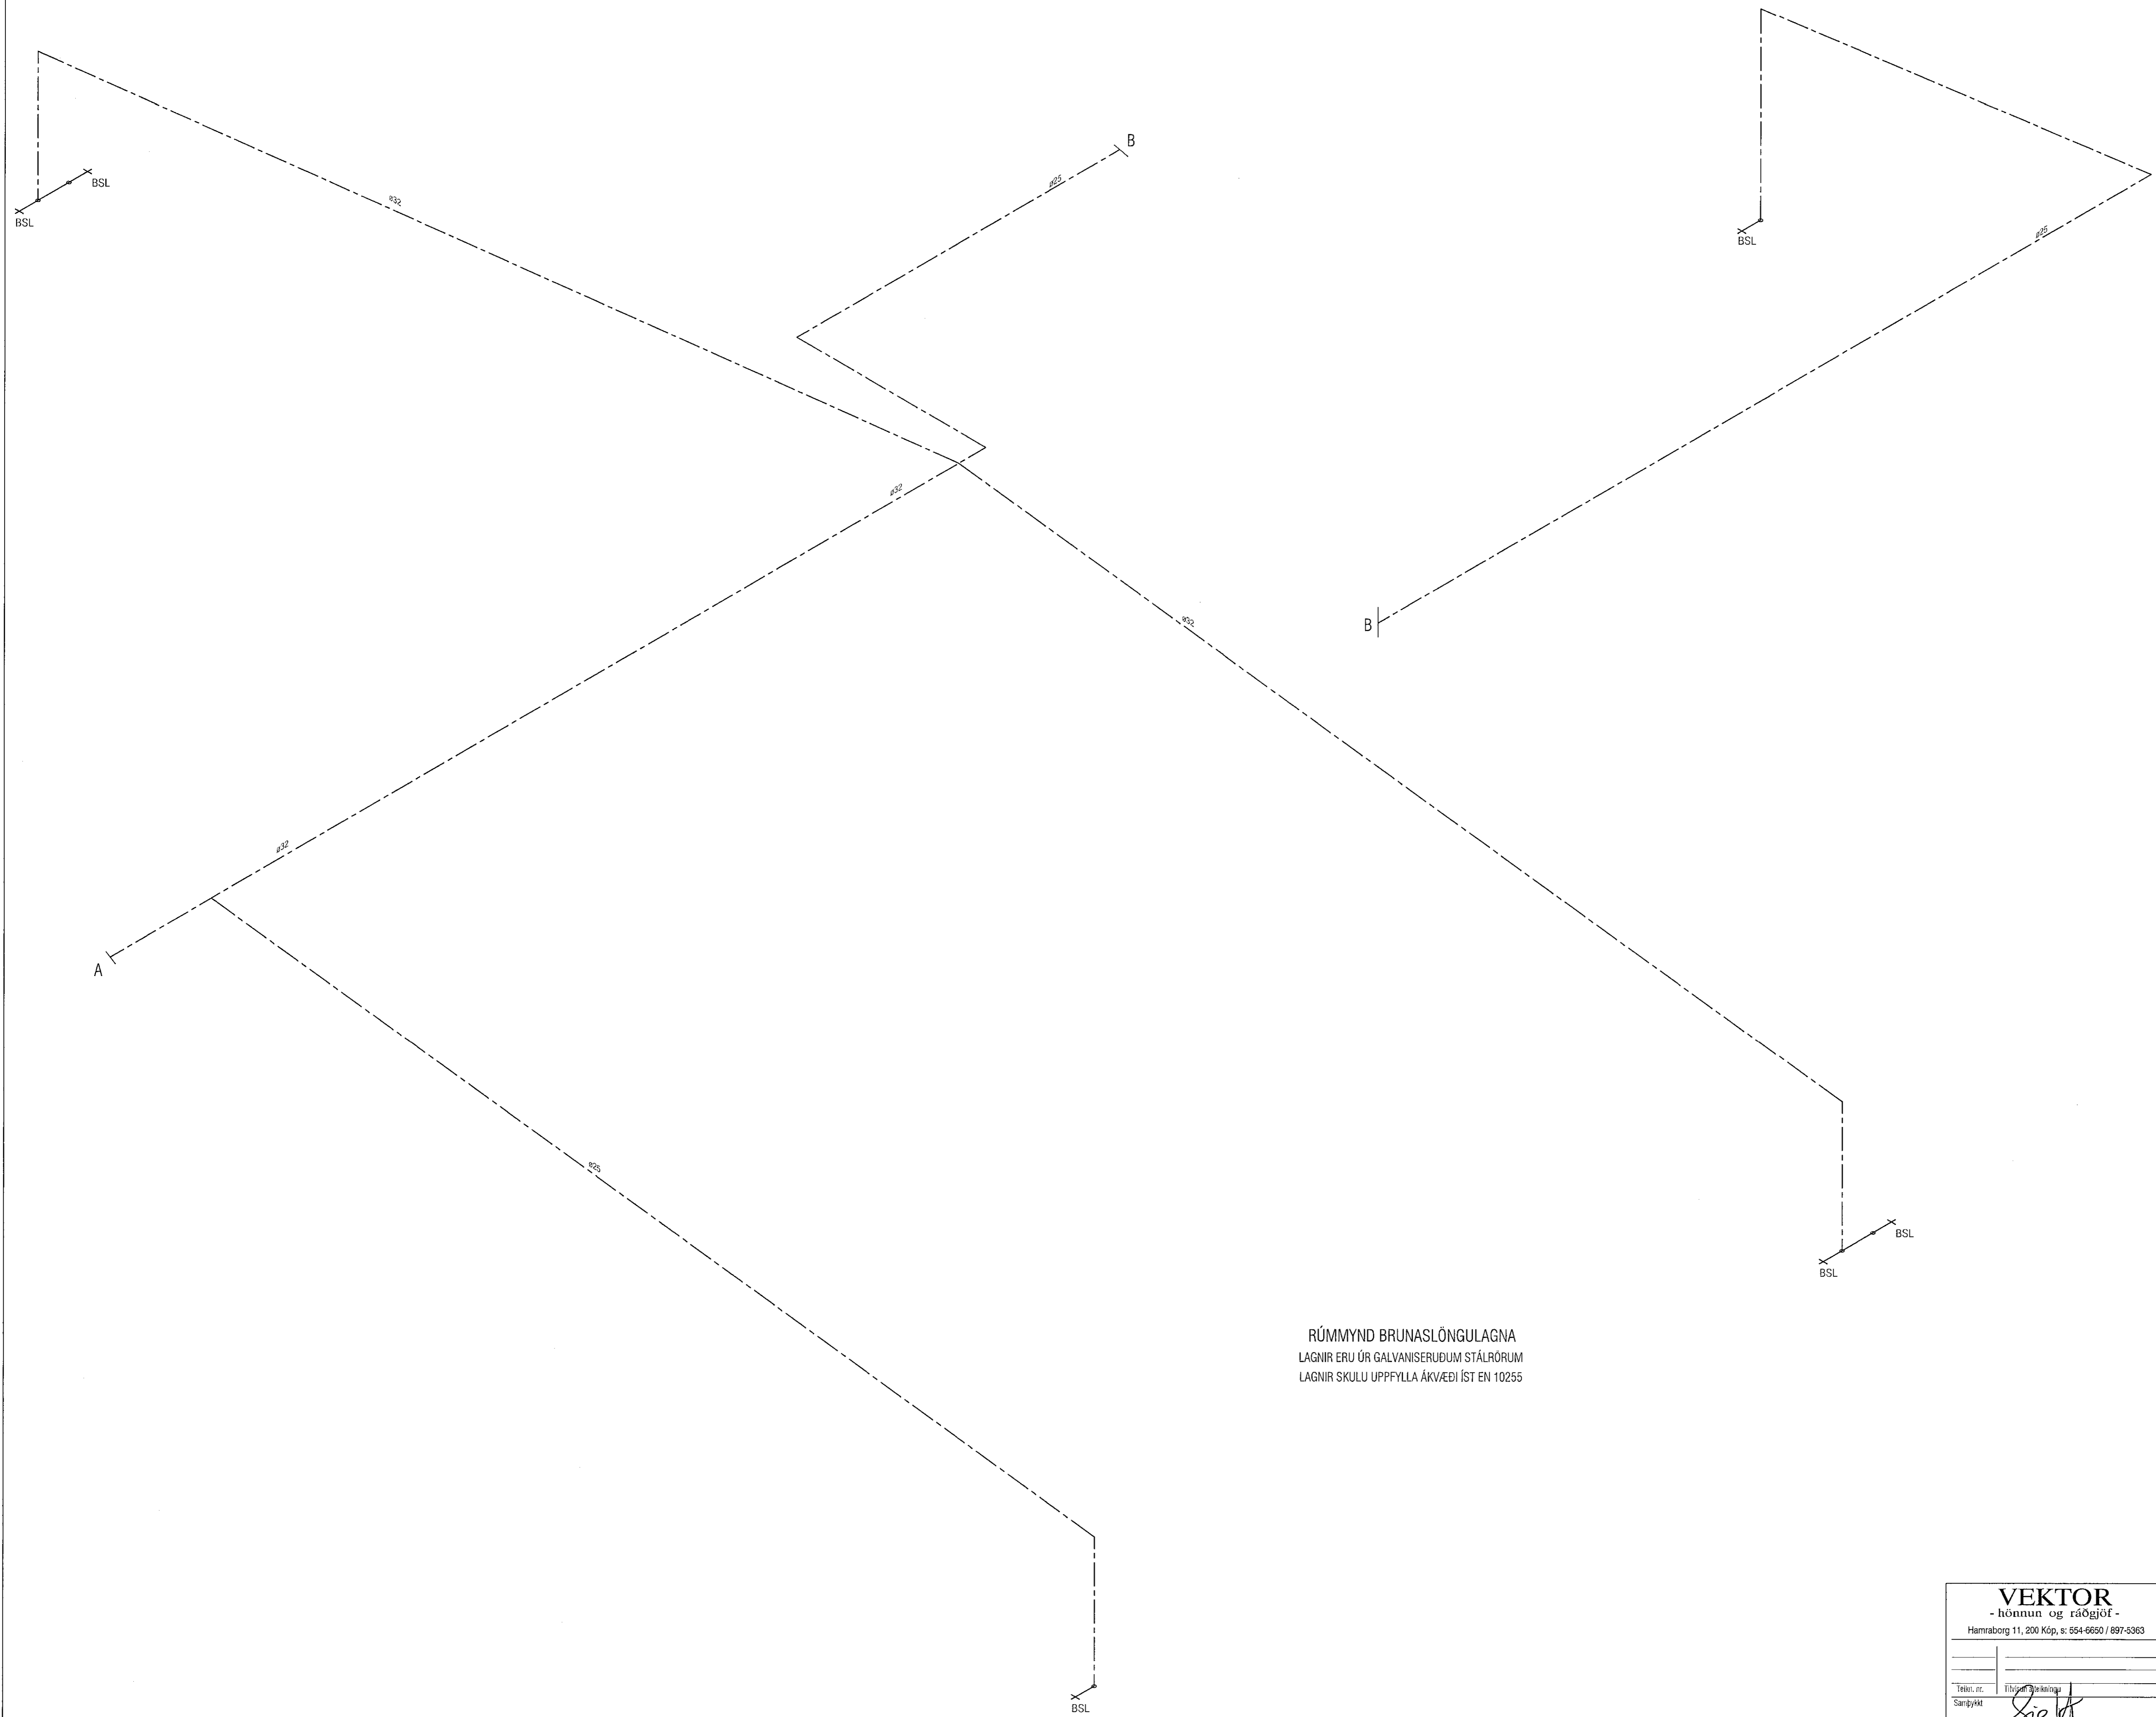 B
ø25
BSL
BSL
ø32
BSL
ø25
ø32
ø32
B
ø32
A
ø25
BSL
BSL
RÚMMYND BRUNASLÖNGULAGNA
LAGNIR ERU ÚR GALVANISERUÐUM STÁLRÖRUM
LAGNIR SKULU UPPFYLLA ÁKVÆÐI ÍST EN 10255
VEKTOR
- hönnun og ráðgjöf -
Hamraborg 11, 200 Kóp, s: 554-6650 / 897-5363
Teikn. nr.
Samþykkt
BSL